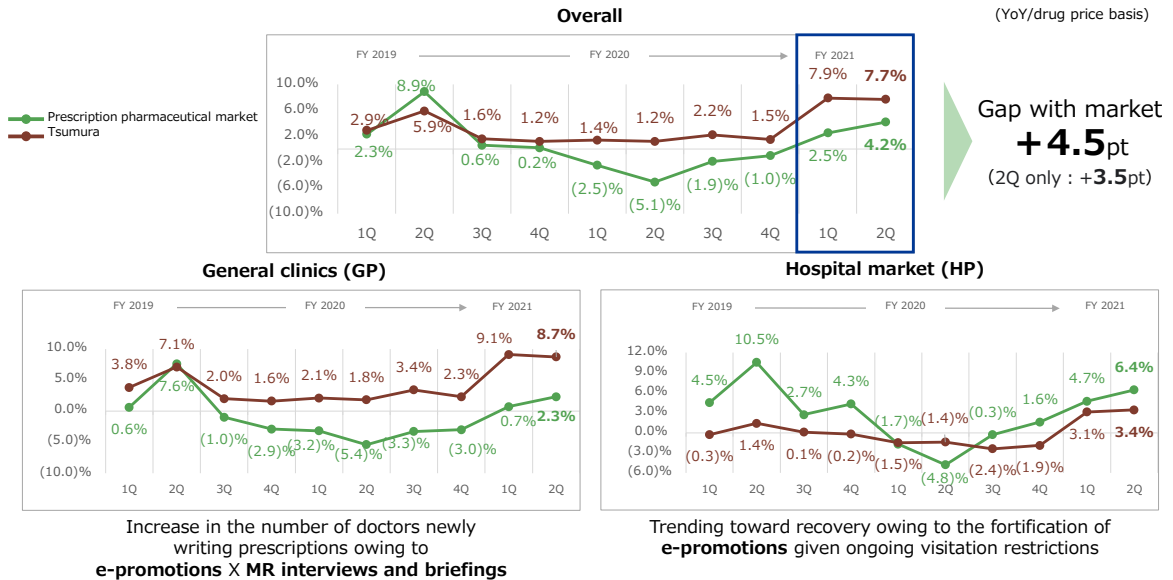 Overall
(YoY/drug price basis)
Prescription pharmaceutical market
Tsumura
FY 2019 FY 2020 FY 2021
10.0%
6.0%
2.0%
(2.0)%
(6.0)%
(10.0)%
2.9% 5.9% 1.6% 1.2% 1.4% 1.2% 2.2% 1.5% 7.9% 7.7%
2.3% 8.9% 0.6% 0.2% (2.5)% (5.1)% (1.9)% (1.0)% 2.5% 4.2%
1Q 2Q 3Q 4Q 1Q 2Q 3Q 4Q 1Q 2Q
Gap with market
+4.5pt
(2Q only : +3.5pt)
General clinics (GP)
FY 2019 FY 2020 FY 2021
10.0%
5.0%
0.0%
(5.0)%
(10.0)%
3.8% 7.1% 2.0% 1.6% 2.1% 1.8% 3.4% 2.3% 9.1% 8.7%
0.6% 7.6% (1.0)% (2.9)% (3.2)% (5.4)% (3.3)% (3.0)% 0.7% 2.3%
1Q 2Q 3Q 4Q 1Q 2Q 3Q 4Q 1Q 2Q
Increase in the number of doctors newly
writing prescriptions owing to
e-promotions X MR interviews and briefings
Hospital market (HP)
FY 2019 FY 2020 FY 2021
12.0%
9.0%
6.0%
3.0%
0.0%
(3.0)%
(6.0)%
4.5% 10.5% 2.7% 4.3% (1.7)% (4.8)% (0.3)% 1.6% 4.7% 6.4%
(0.3)% 1.4% 0.1% (0.2)% (1.5)% (1.4)% (2.4)% (1.9)% 3.1% 3.4%
1Q 2Q 3Q 4Q 1Q 2Q 3Q 4Q 1Q 2Q
Trending toward recovery owing to the fortification of
e-promotions given ongoing visitation restrictions